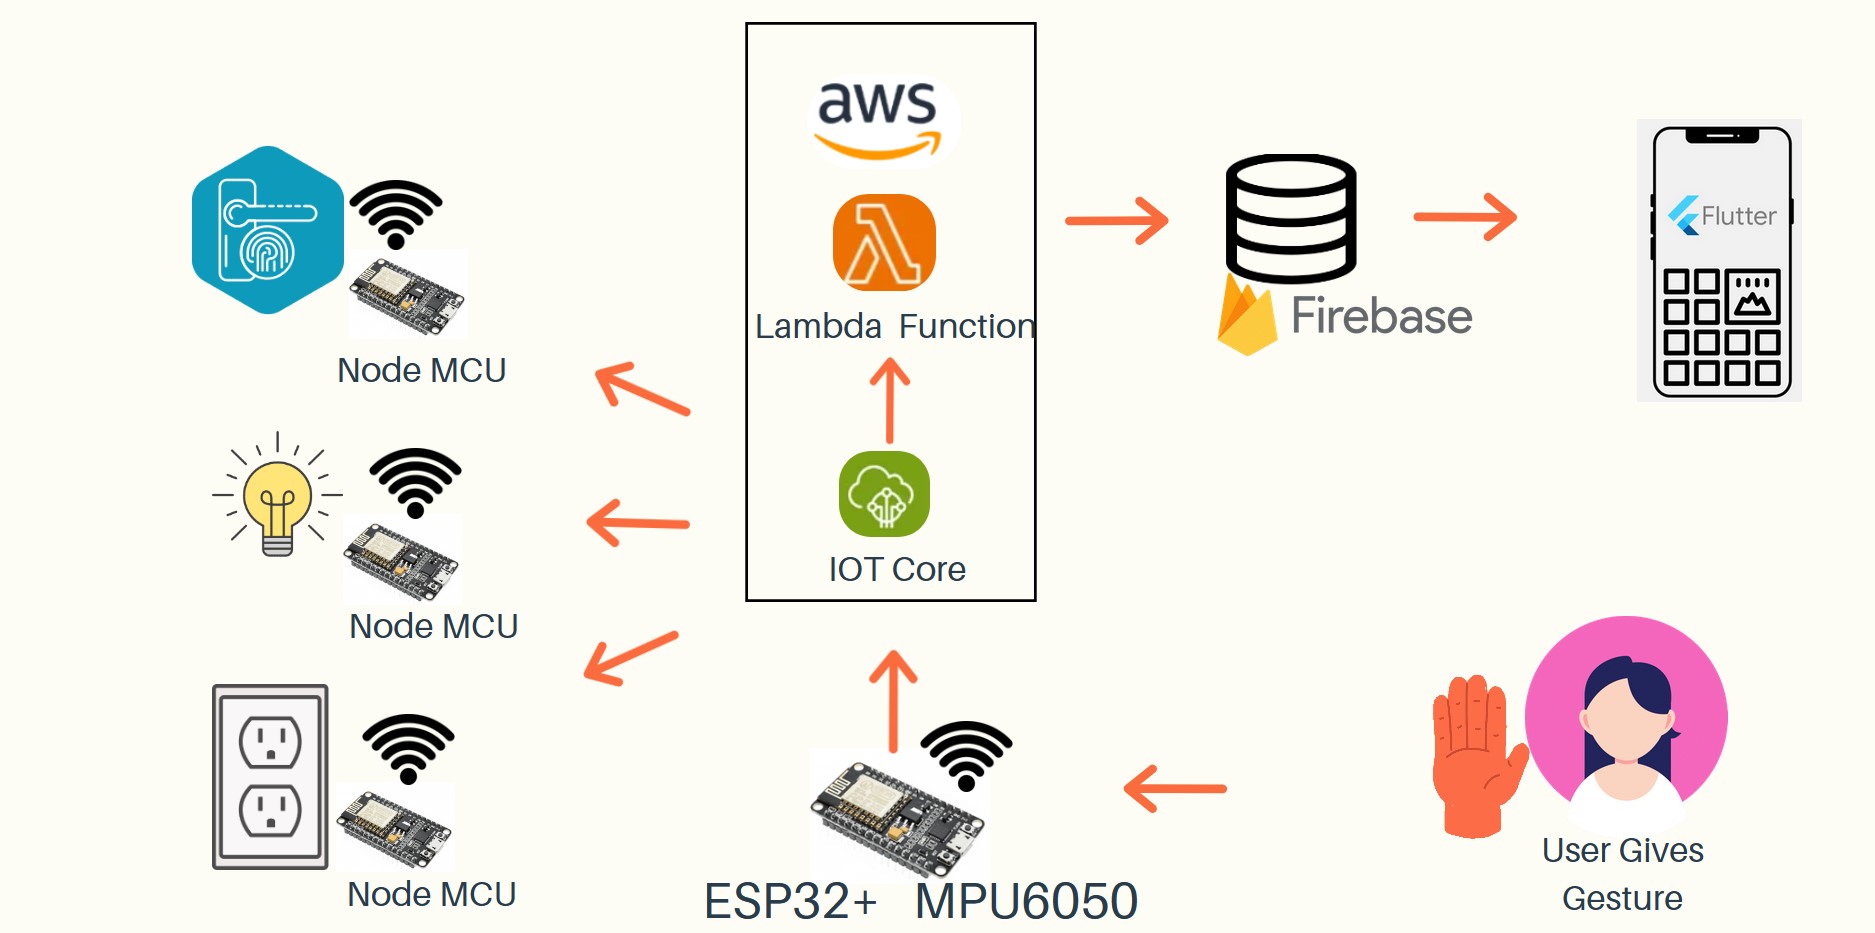 aws
Lambda Function
IOT Core
Firebase
Flutter
Node MCU
Node MCU
Node MCU
ESP32+ MPU6050
User Gives
Gesture